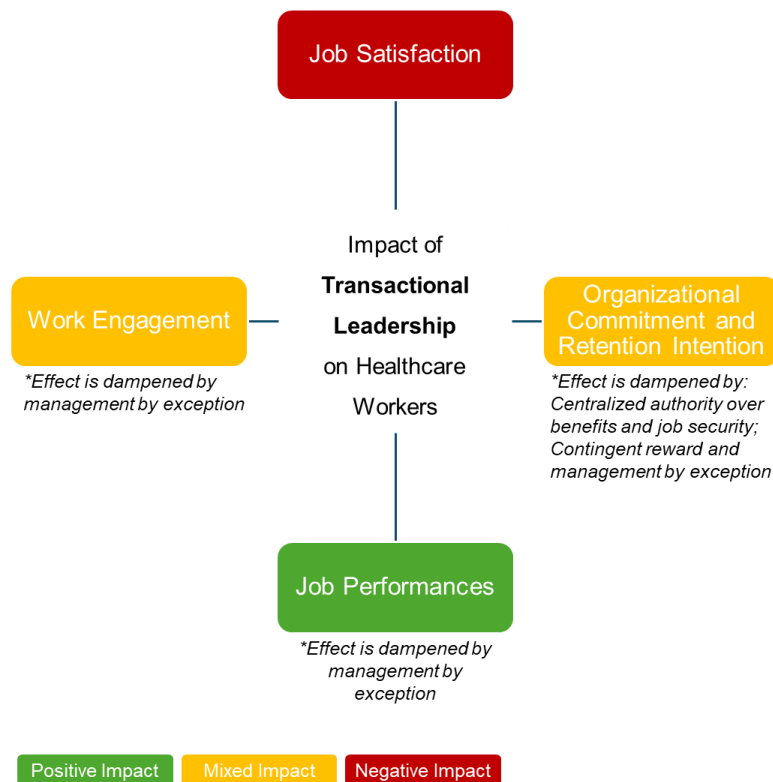 Job Satisfaction
Impact of
Transactional
Leadership
on Healthcare
Workers
Work Engagement
*Effect is dampened by
management by exception
Organizational
Commitment and
Retention Intention
*Effect is dampened by:
Centralized authority over
benefits and job security;
Contingent reward and
management by exception
Job Performances
*Effect is dampened by
management by
exception
Positive Impact
Mixed Impact
Negative Impact